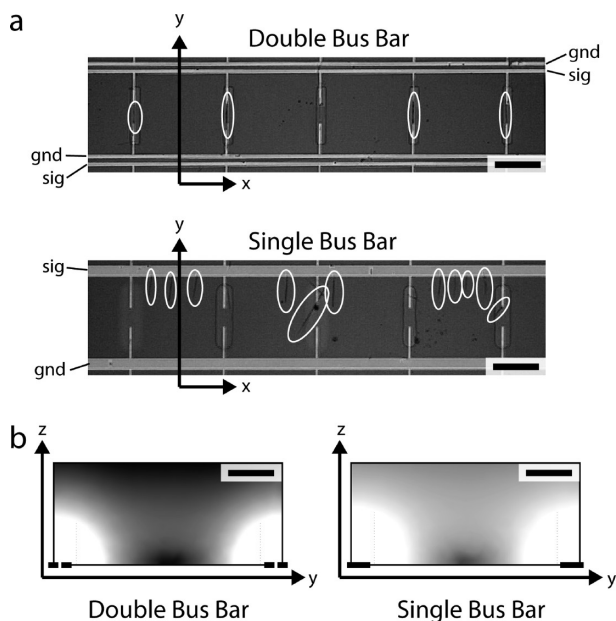 a
y
Double Bus Bar
gnd
sig
gnd
sig
x
y
Single Bus Bar
sig
gnd
x
b
z
y
Double Bus Bar
z
y
Single Bus Bar